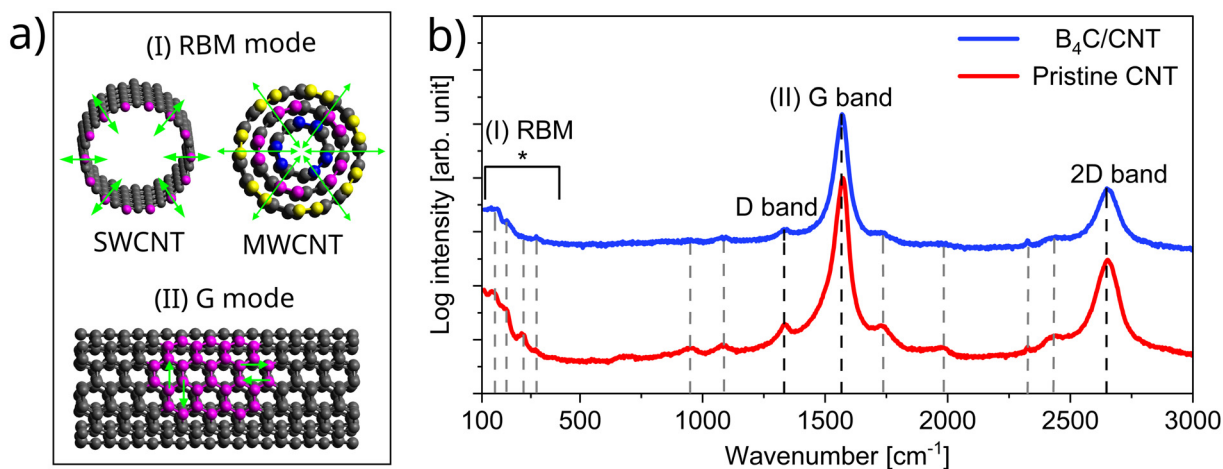 a)
(I) RBM mode
SWCNT
MWCNT
(II) G mode
b)
B₄C/CNT
Pristine CNT
(II) G band
(I) RBM
*
D band
2D band
Log intensity [arb. unit]
100 500 1000 1500 2000 2500 3000
Wavenumber [cm⁻¹]